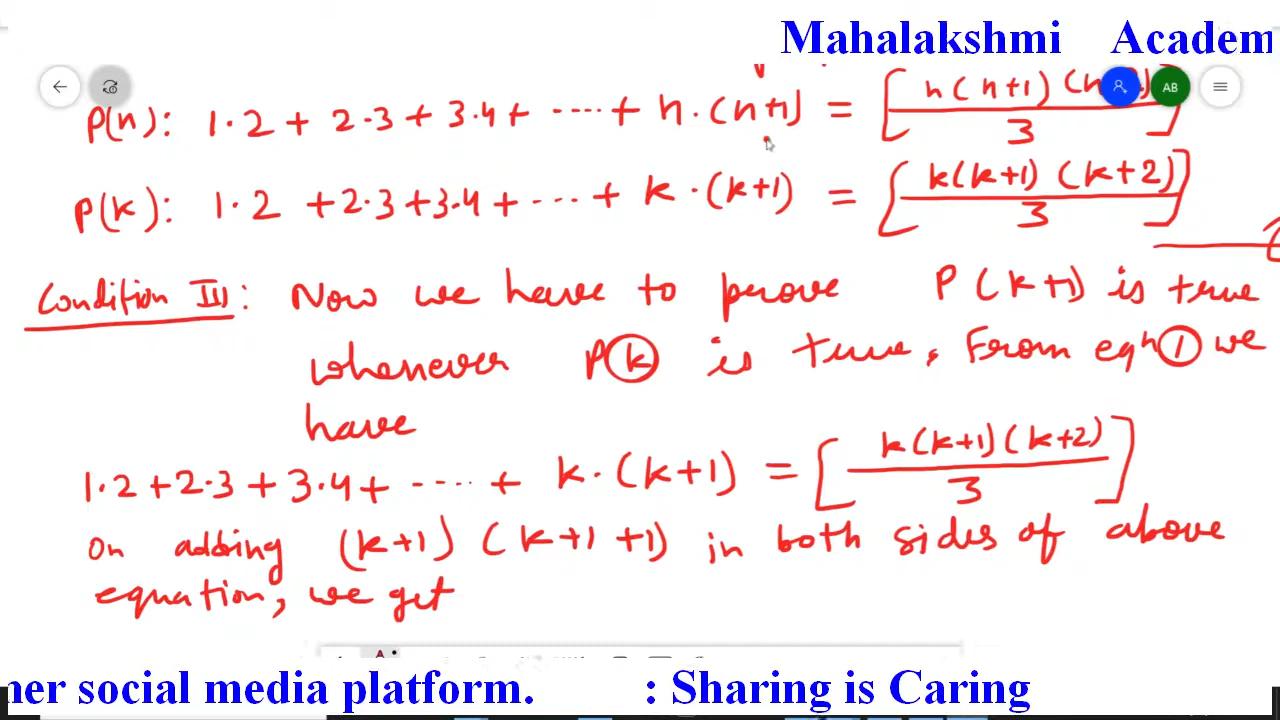 Mahalakshmi Academ
AB
P(n): 1·2 + 2·3 + 3·4 + ····· + n·(n+1) = [n(n+1)(n+2)/3]
P(k): 1·2 + 2·3 + 3·4 + ····· + k·(k+1) = [k(k+1)(k+2)/3]
Condition III: Now we have to prove P(k+1) is true
whenever P(k) is true. From eqn (1) we
have
1·2 + 2·3 + 3·4 + ····· + k·(k+1) = [k(k+1)(k+2)/3]
On adding (k+1)(k+1+1) in both sides of above
equation, we get
ner social media platform. : Sharing is Caring